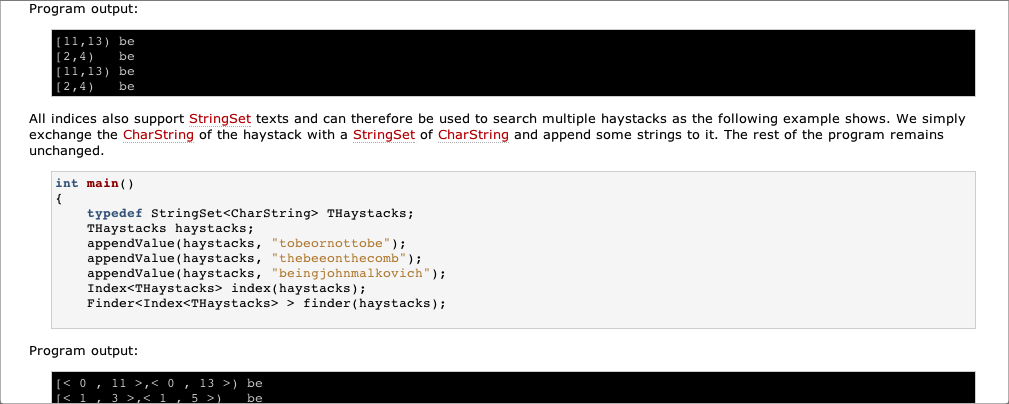 Program output:
[11,13) be
[2,4)   be
[11,13) be
[2,4)   be
All indices also support StringSet texts and can therefore be used to search multiple haystacks as the following example shows. We simply
exchange the CharString of the haystack with a StringSet of CharString and append some strings to it. The rest of the program remains
unchanged.
int main()
{
    typedef StringSet<CharString> THaystacks;
    THaystacks haystacks;
    appendValue(haystacks, "tobeornottobe");
    appendValue(haystacks, "thebeeonthecomb");
    appendValue(haystacks, "beingjohnmalkovich");
    Index<THaystacks> index(haystacks);
    Finder<Index<THaystacks> > finder(haystacks);
Program output:
[< 0 , 11 >,< 0 , 13 >) be
[< 1 , 3 >,< 1 , 5 >)   be